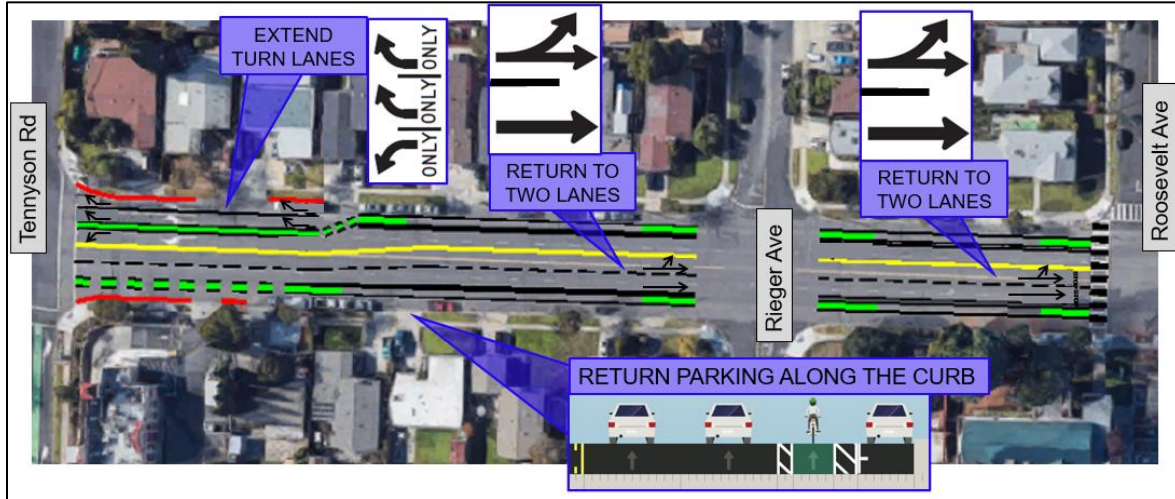 EXTEND
TURN LANES
ONLY
ONLY
ONLY
RETURN TO
TWO LANES
RETURN TO
TWO LANES
Tennyson Rd
Rieger Ave
Roosevelt Ave
RETURN PARKING ALONG THE CURB